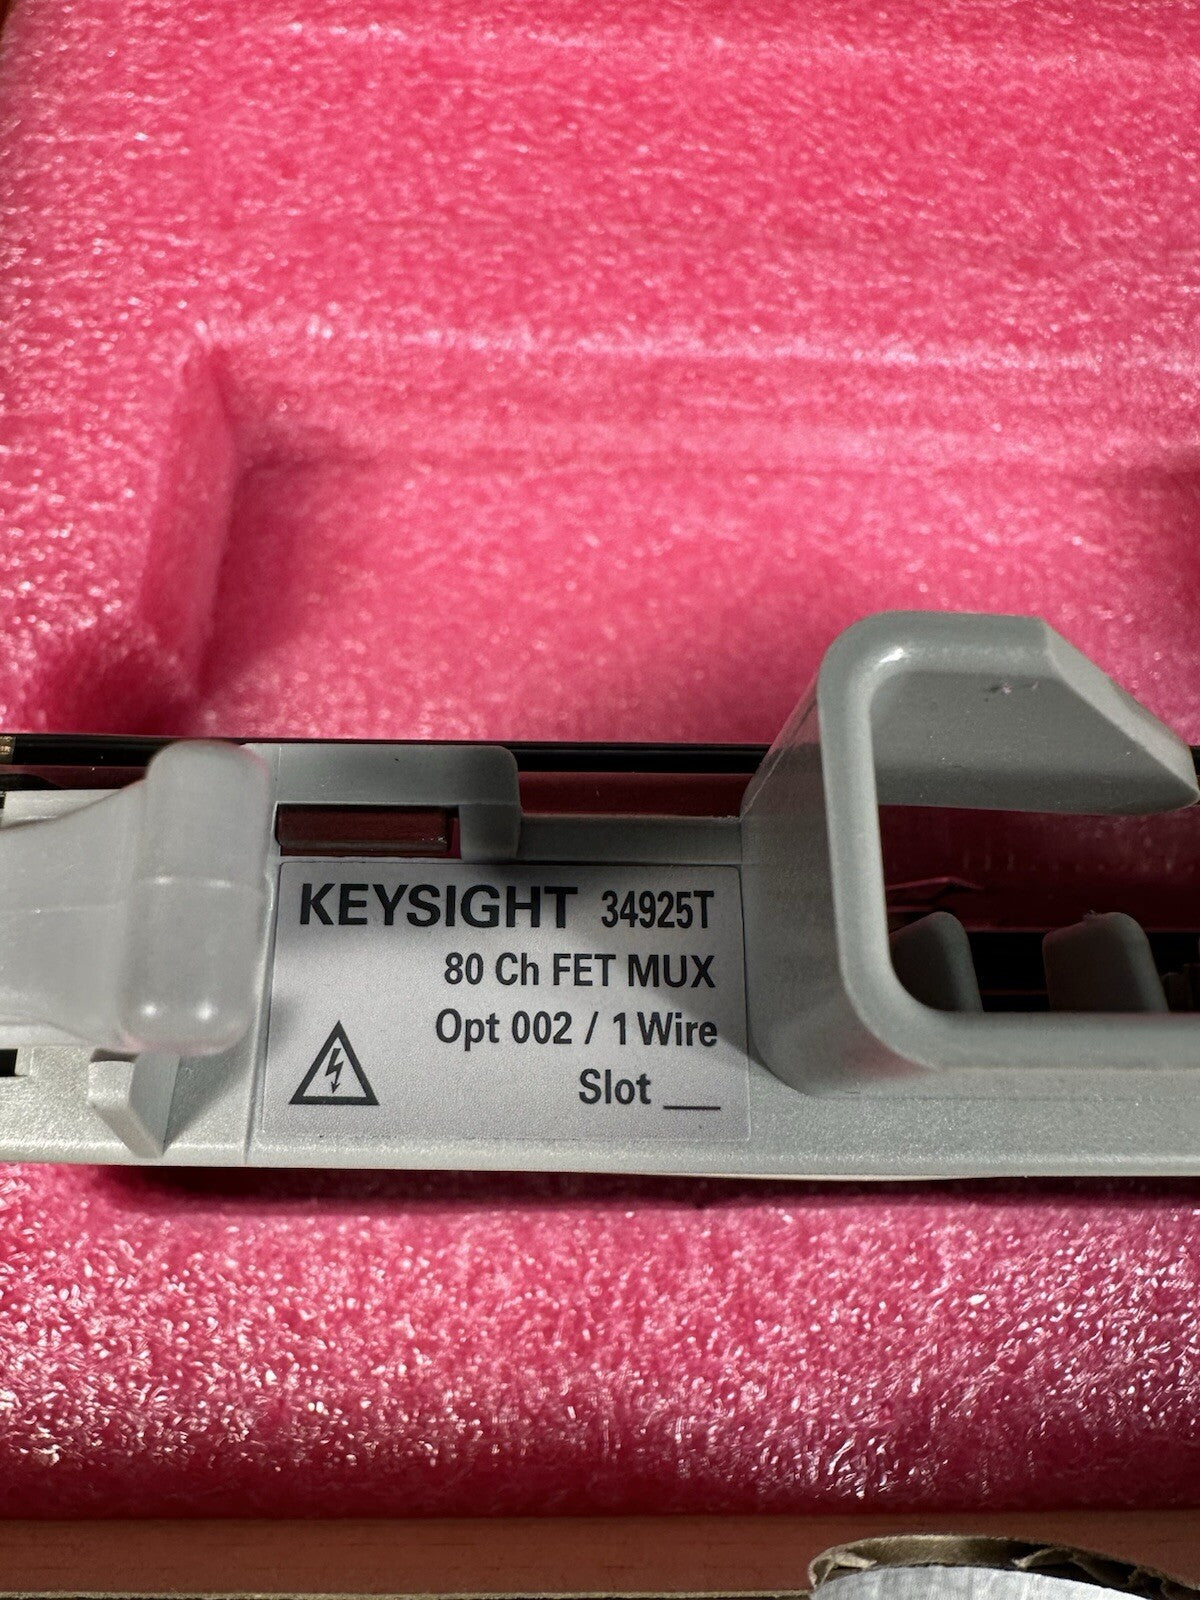 KEYSIGHT 34925T
80 Ch FET MUX
Opt 002 / 1 Wire
Slot ___